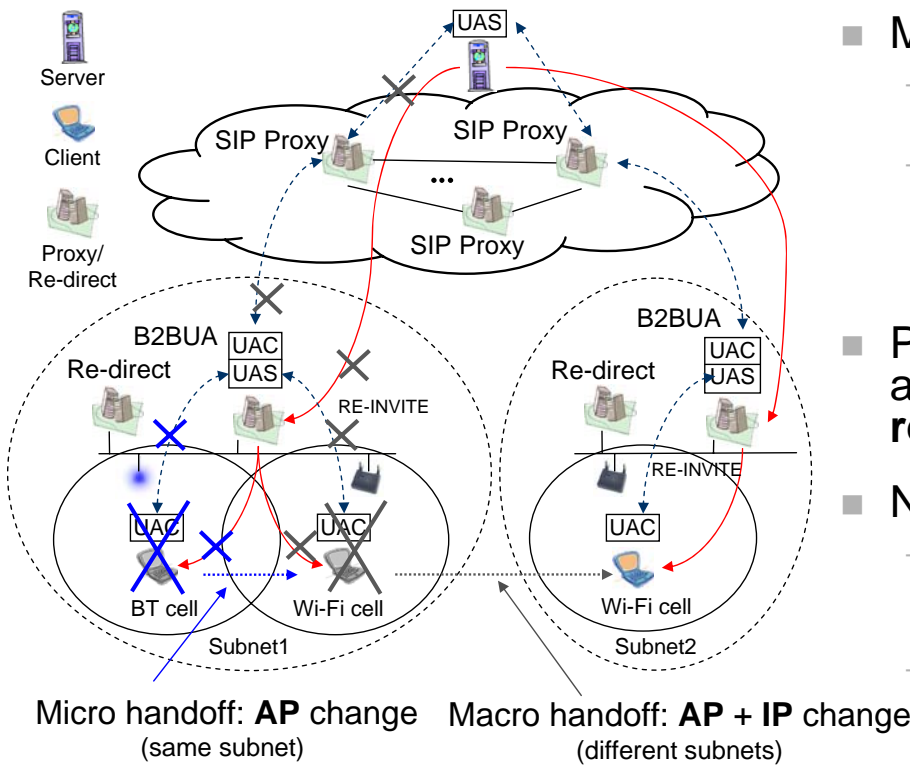 UAS
Server
Client
Proxy/
Re-direct
SIP Proxy
SIP Proxy
...
SIP Proxy
B2BUA
UAC
UAS
Re-direct
RE-INVITE
UAC
UAC
BT cell
Wi-Fi cell
Subnet1
B2BUA
UAC
UAS
Re-direct
RE-INVITE
UAC
Wi-Fi cell
Subnet2
Micro handoff: AP change
(same subnet)
Macro handoff: AP + IP change
(different subnets)
M
P
a
r
N